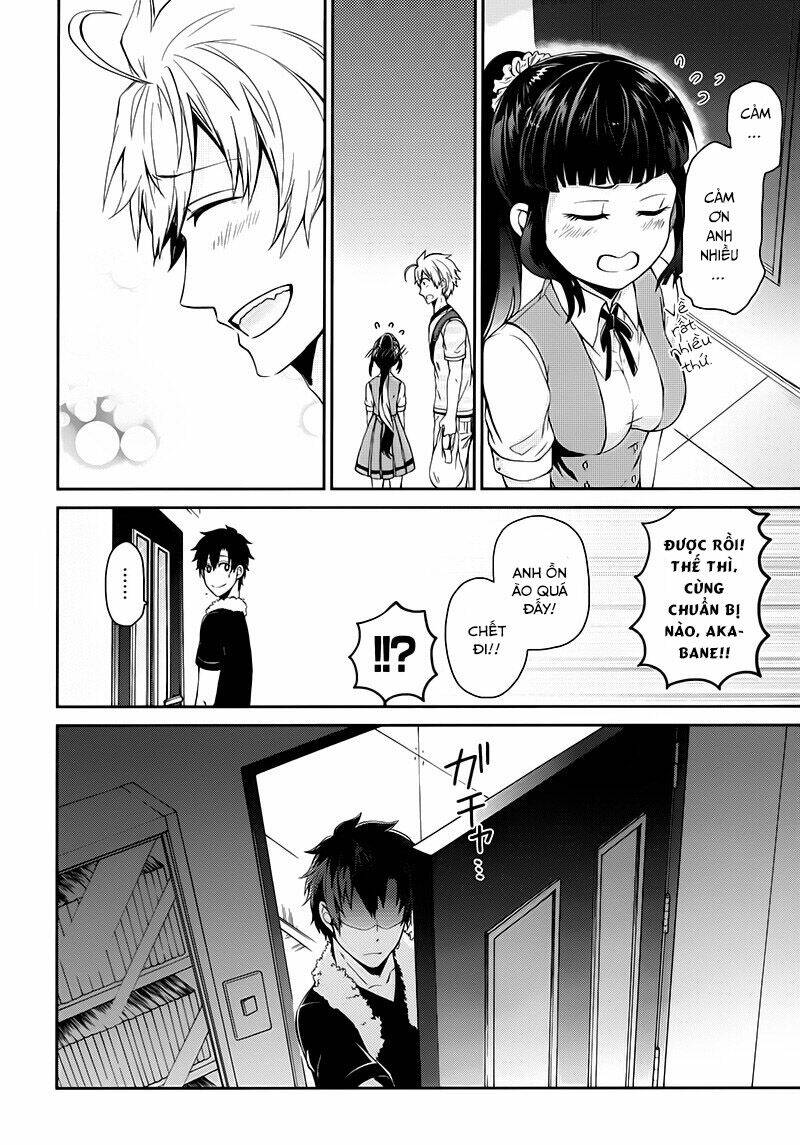 CẢM
...
CẢM
ƠN
ANH
NHIỀU
...
Về
rất
nhiều
thứ.
ĐƯỢC RỒI!
THẾ THÌ,
CÙNG
CHUẨN BỊ
NÀO, AKA-
BANE!!
ANH ỒN
ÀO QUÁ
ĐẤY!
CHẾT
ĐI!!
!!?
........
ガチャ...